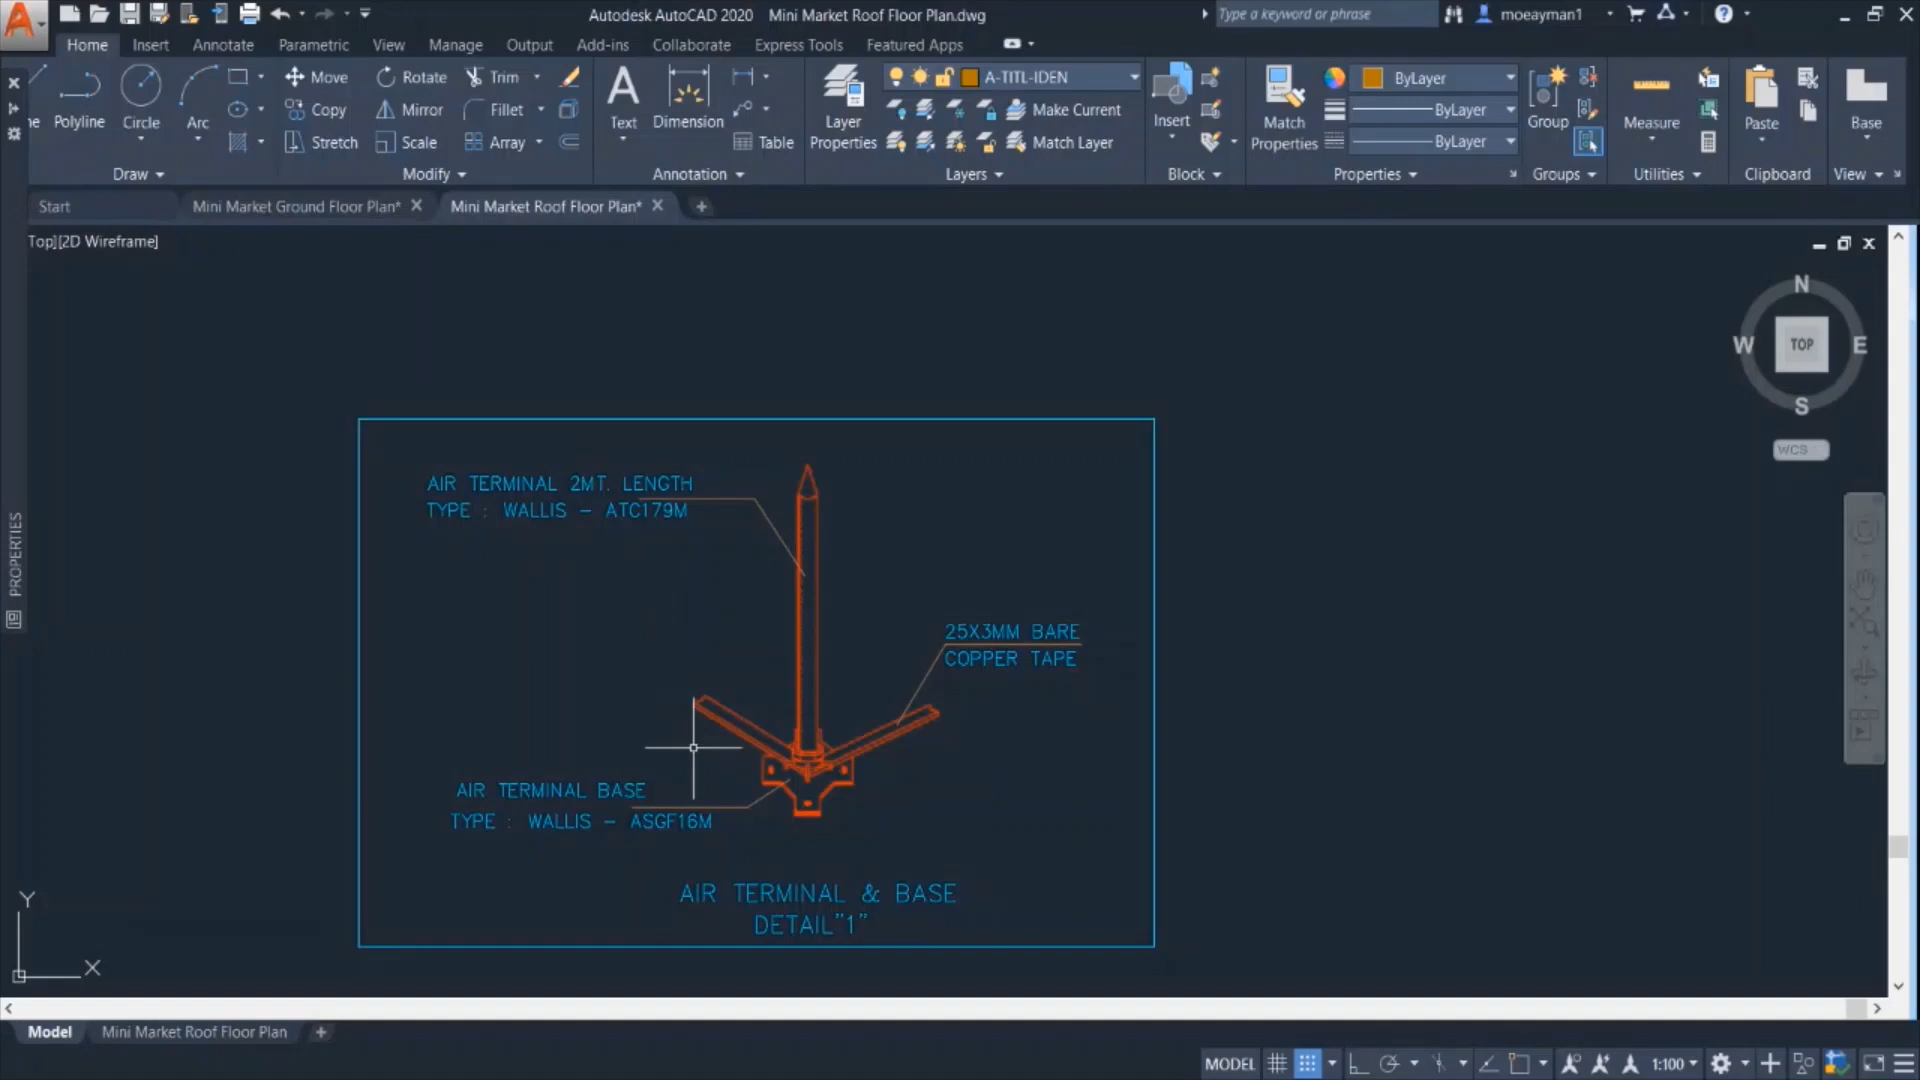 Autodesk AutoCAD 2020 Mini Market Roof Floor Plan.dwg
Type a keyword or phrase
moeayman1
Home Insert Annotate Parametric View Manage Output Add-ins Collaborate Express Tools Featured Apps
Move Rotate Trim
Copy Mirror Fillet
Stretch Scale Array
Polyline Circle Arc
Text Dimension
Table
Layer
Properties
A-TITL-IDEN
Make Current
Match Layer
Insert
Match
Properties
ByLayer
ByLayer
ByLayer
Group
Measure
Paste
Base
Draw Modify Annotation Layers Block Properties Groups Utilities Clipboard View
Start Mini Market Ground Floor Plan* Mini Market Roof Floor Plan*
Top][2D Wireframe]
N
W TOP E
S
WCS
PROPERTIES
AIR TERMINAL 2MT. LENGTH
TYPE : WALLIS - ATC179M
25X3MM BARE
COPPER TAPE
AIR TERMINAL BASE
TYPE : WALLIS - ASGF16M
AIR TERMINAL & BASE
DETAIL"1"
Y
X
Model Mini Market Roof Floor Plan
MODEL 1:100